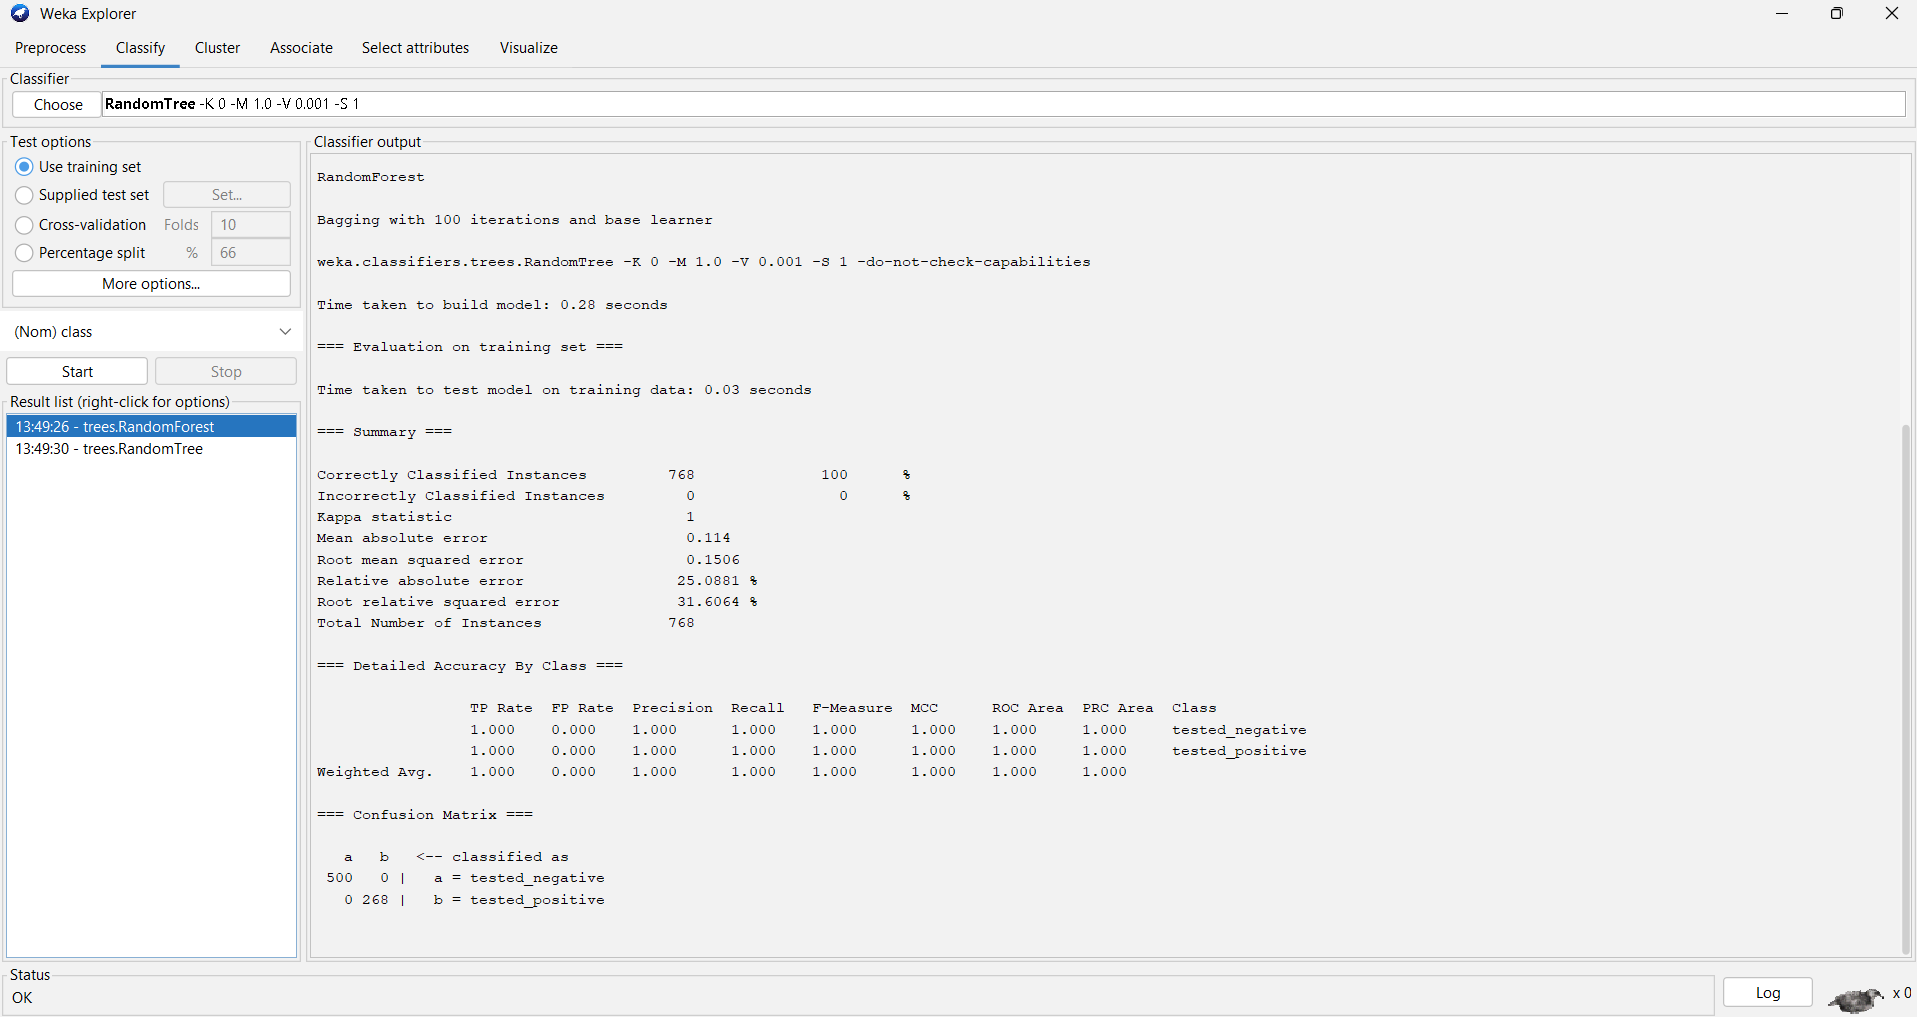 Weka Explorer
Preprocess Classify Cluster Associate Select attributes Visualize
Classifier
Choose RandomTree -K 0 -M 1.0 -V 0.001 -S 1
Test options
Use training set
Supplied test set Set...
Cross-validation Folds 10
Percentage split % 66
More options...
(Nom) class
Start Stop
Result list (right-click for options)
13:49:26 - trees.RandomForest
13:49:30 - trees.RandomTree
Classifier output
RandomForest
Bagging with 100 iterations and base learner
weka.classifiers.trees.RandomTree -K 0 -M 1.0 -V 0.001 -S 1 -do-not-check-capabilities
Time taken to build model: 0.28 seconds
=== Evaluation on training set ===
Time taken to test model on training data: 0.03 seconds
=== Summary ===
Correctly Classified Instances 768 100 %
Incorrectly Classified Instances 0 0 %
Kappa statistic 1
Mean absolute error 0.114
Root mean squared error 0.1506
Relative absolute error 25.0881 %
Root relative squared error 31.6064 %
Total Number of Instances 768
=== Detailed Accuracy By Class ===
TP Rate FP Rate Precision Recall F-Measure MCC ROC Area PRC Area Class
1.000 0.000 1.000 1.000 1.000 1.000 1.000 1.000 tested_negative
1.000 0.000 1.000 1.000 1.000 1.000 1.000 1.000 tested_positive
Weighted Avg. 1.000 0.000 1.000 1.000 1.000 1.000 1.000 1.000
=== Confusion Matrix ===
a b <-- classified as
500 0 | a = tested_negative
0 268 | b = tested_positive
Status
OK
Log x 0